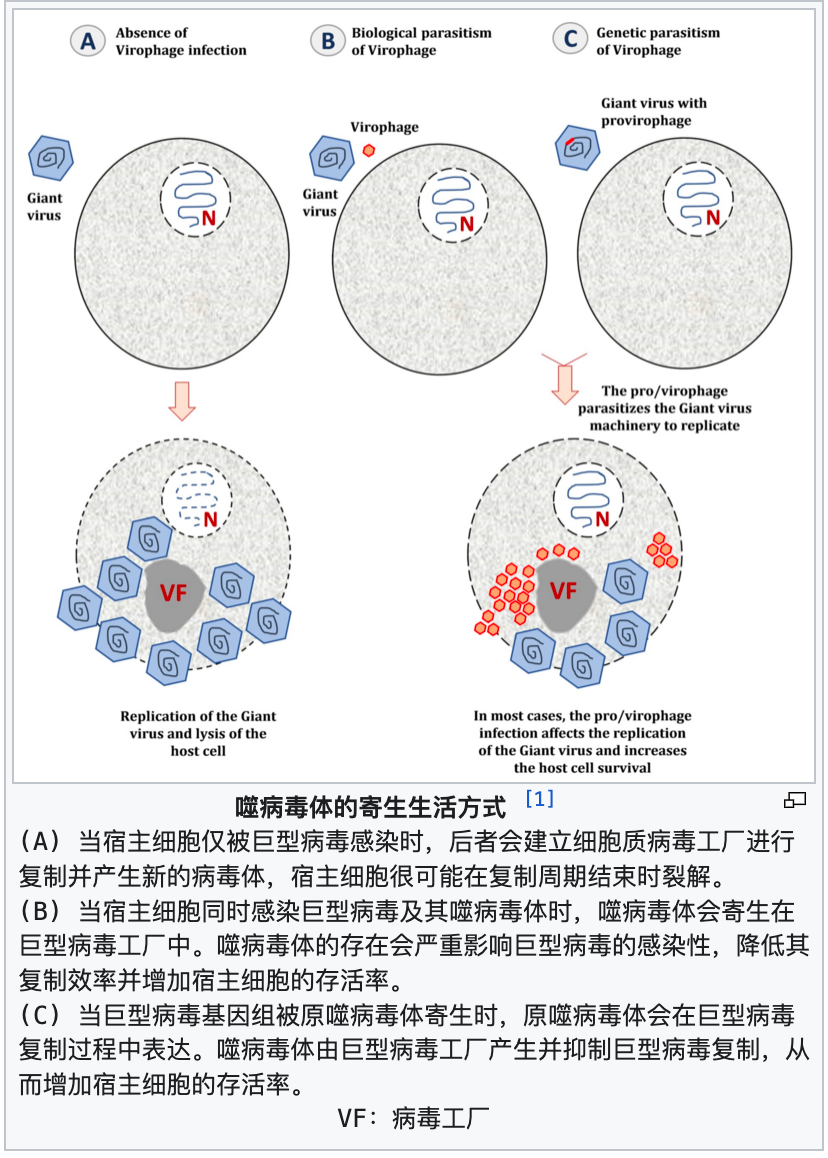 A
Absence of
Virophage infection
B
Biological parasitism
of Virophage
C
Genetic parasitism
of Virophage
Giant
virus
N
Virophage
Giant
virus
N
Giant virus with
provirophage
N
The pro/virophage
parasitizes the Giant virus
machinery to replicate
N
VF
N
VF
Replication of the Giant
virus and lysis of the
host cell
In most cases, the pro/virophage
infection affects the replication
of the Giant virus and increases
the host cell survival
噬病毒体的寄生生活方式 [1]
(A) 当宿主细胞仅被巨型病毒感染时，后者会建立细胞质病毒工厂进行
复制并产生新的病毒体，宿主细胞很可能在复制周期结束时裂解。
(B) 当宿主细胞同时感染巨型病毒及其噬病毒体时，噬病毒体会寄生在
巨型病毒工厂中。噬病毒体的存在会严重影响巨型病毒的感染性，降低其
复制效率并增加宿主细胞的存活率。
(C) 当巨型病毒基因组被原噬病毒体寄生时，原噬病毒体会在巨型病毒
复制过程中表达。噬病毒体由巨型病毒工厂产生并抑制巨型病毒复制，从
而增加宿主细胞的存活率。
VF：病毒工厂